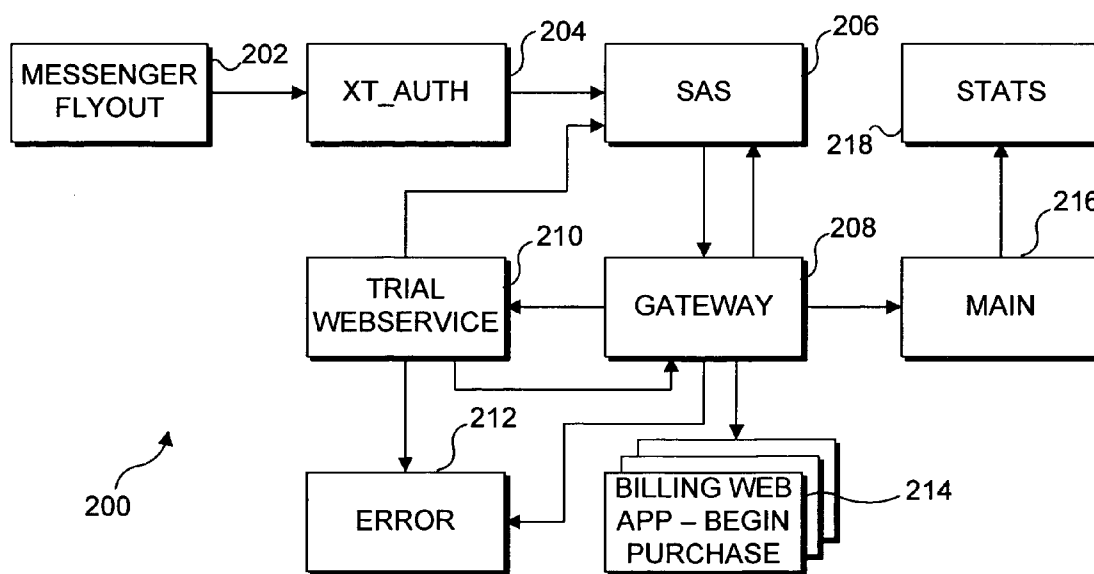 MESSENGER
FLYOUT
202
XT_AUTH
204
SAS
206
STATS
218
TRIAL
WEBSERVICE
210
GATEWAY
208
MAIN
216
200
ERROR
212
BILLING WEB
APP – BEGIN
PURCHASE
214